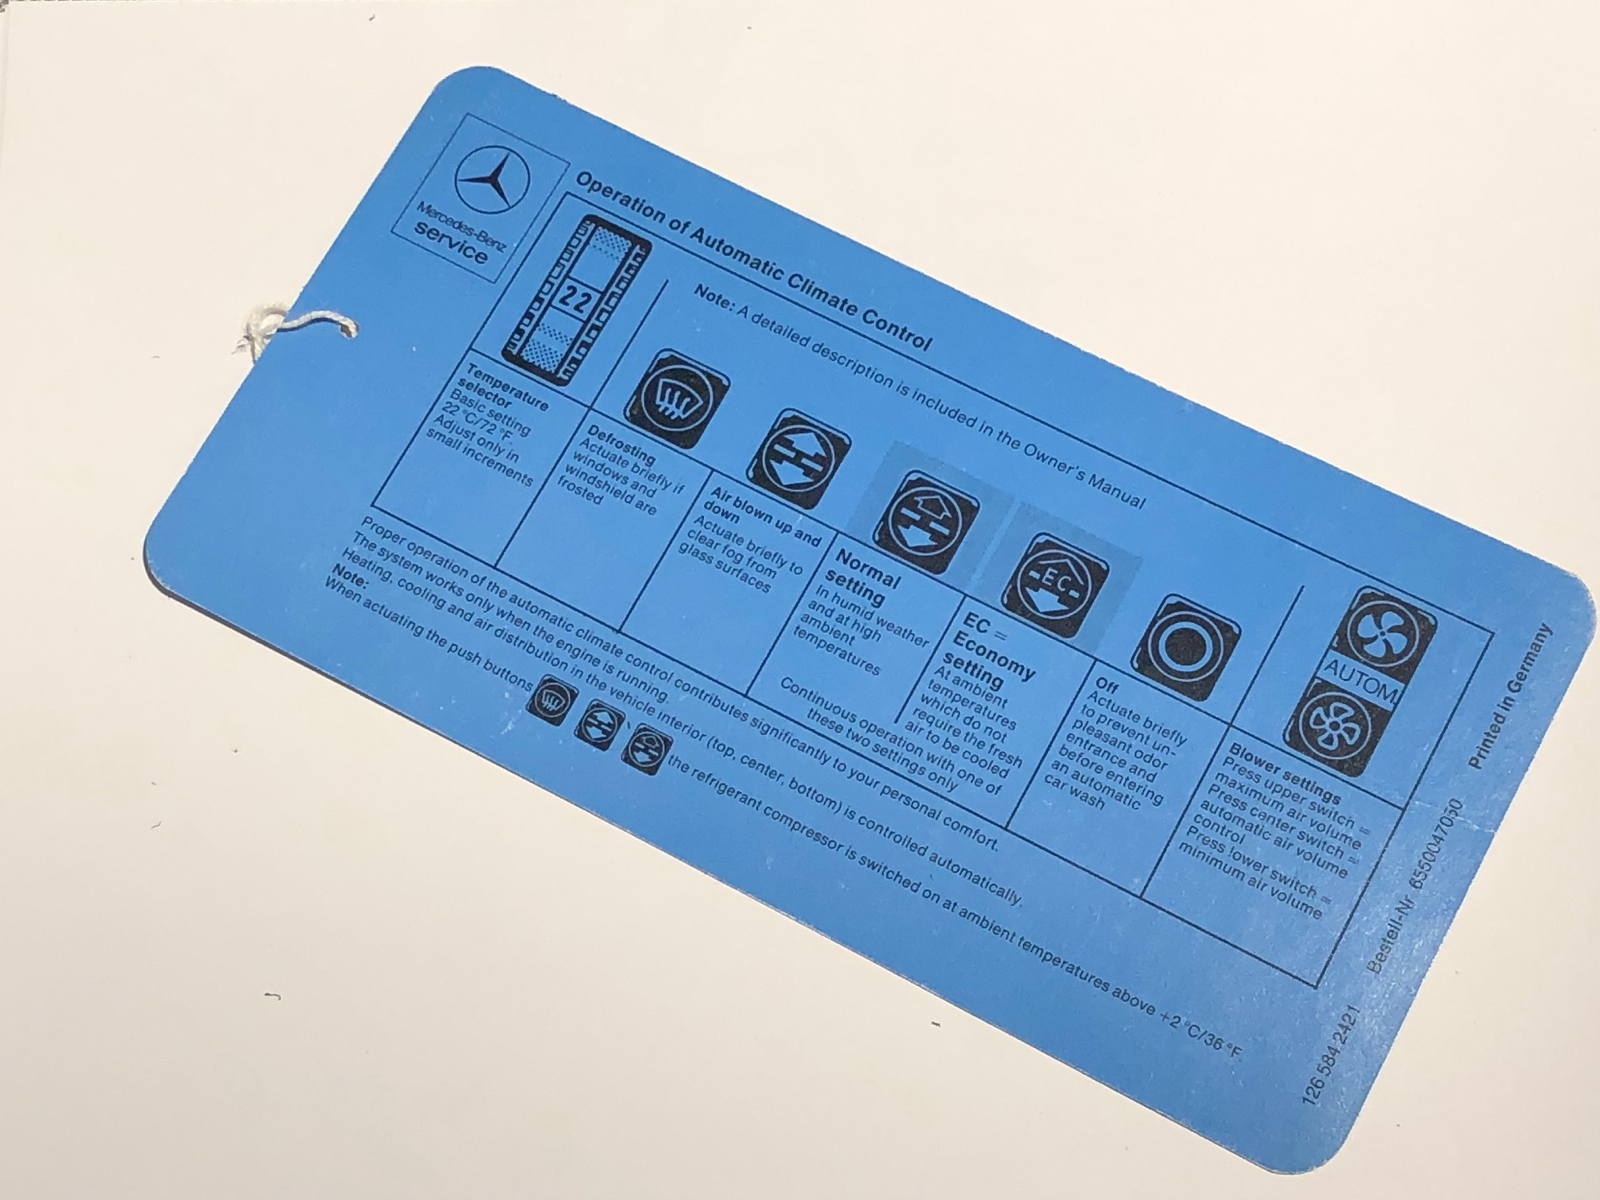 Mercedes-Benz
service
Operation of Automatic Climate Control
Note: A detailed description is included in the Owner's Manual
22
Temperature
selector
Basic setting
22 °C/72 °F.
Adjust only in
small increments
Defrosting
Actuate briefly if
windows and
windshield are
frosted
Air blown up and
down
Actuate briefly to
clear fog from
glass surfaces
Normal
setting
In humid weather
and at high
ambient
temperatures
EC
EC =
Economy
setting
At ambient
temperatures
which do not
require the fresh
air to be cooled
Continuous operation with one of
these two settings only
Off
Actuate briefly
to prevent un-
pleasant odor
entrance and
before entering
an automatic
car wash
AUTOM.
Blower settings
Press upper switch =
maximum air volume
Press center switch =
automatic air volume
control
Press lower switch =
minimum air volume
Proper operation of the automatic climate control contributes significantly to your personal comfort.
The system works only when the engine is running.
Heating, cooling and air distribution in the vehicle interior (top, center, bottom) is controlled automatically.
Note:
When actuating the push buttons , , the refrigerant compressor is switched on at ambient temperatures above +2 °C/36 °F.
126 584 2421 Bestell-Nr. 6550047050 Printed in Germany